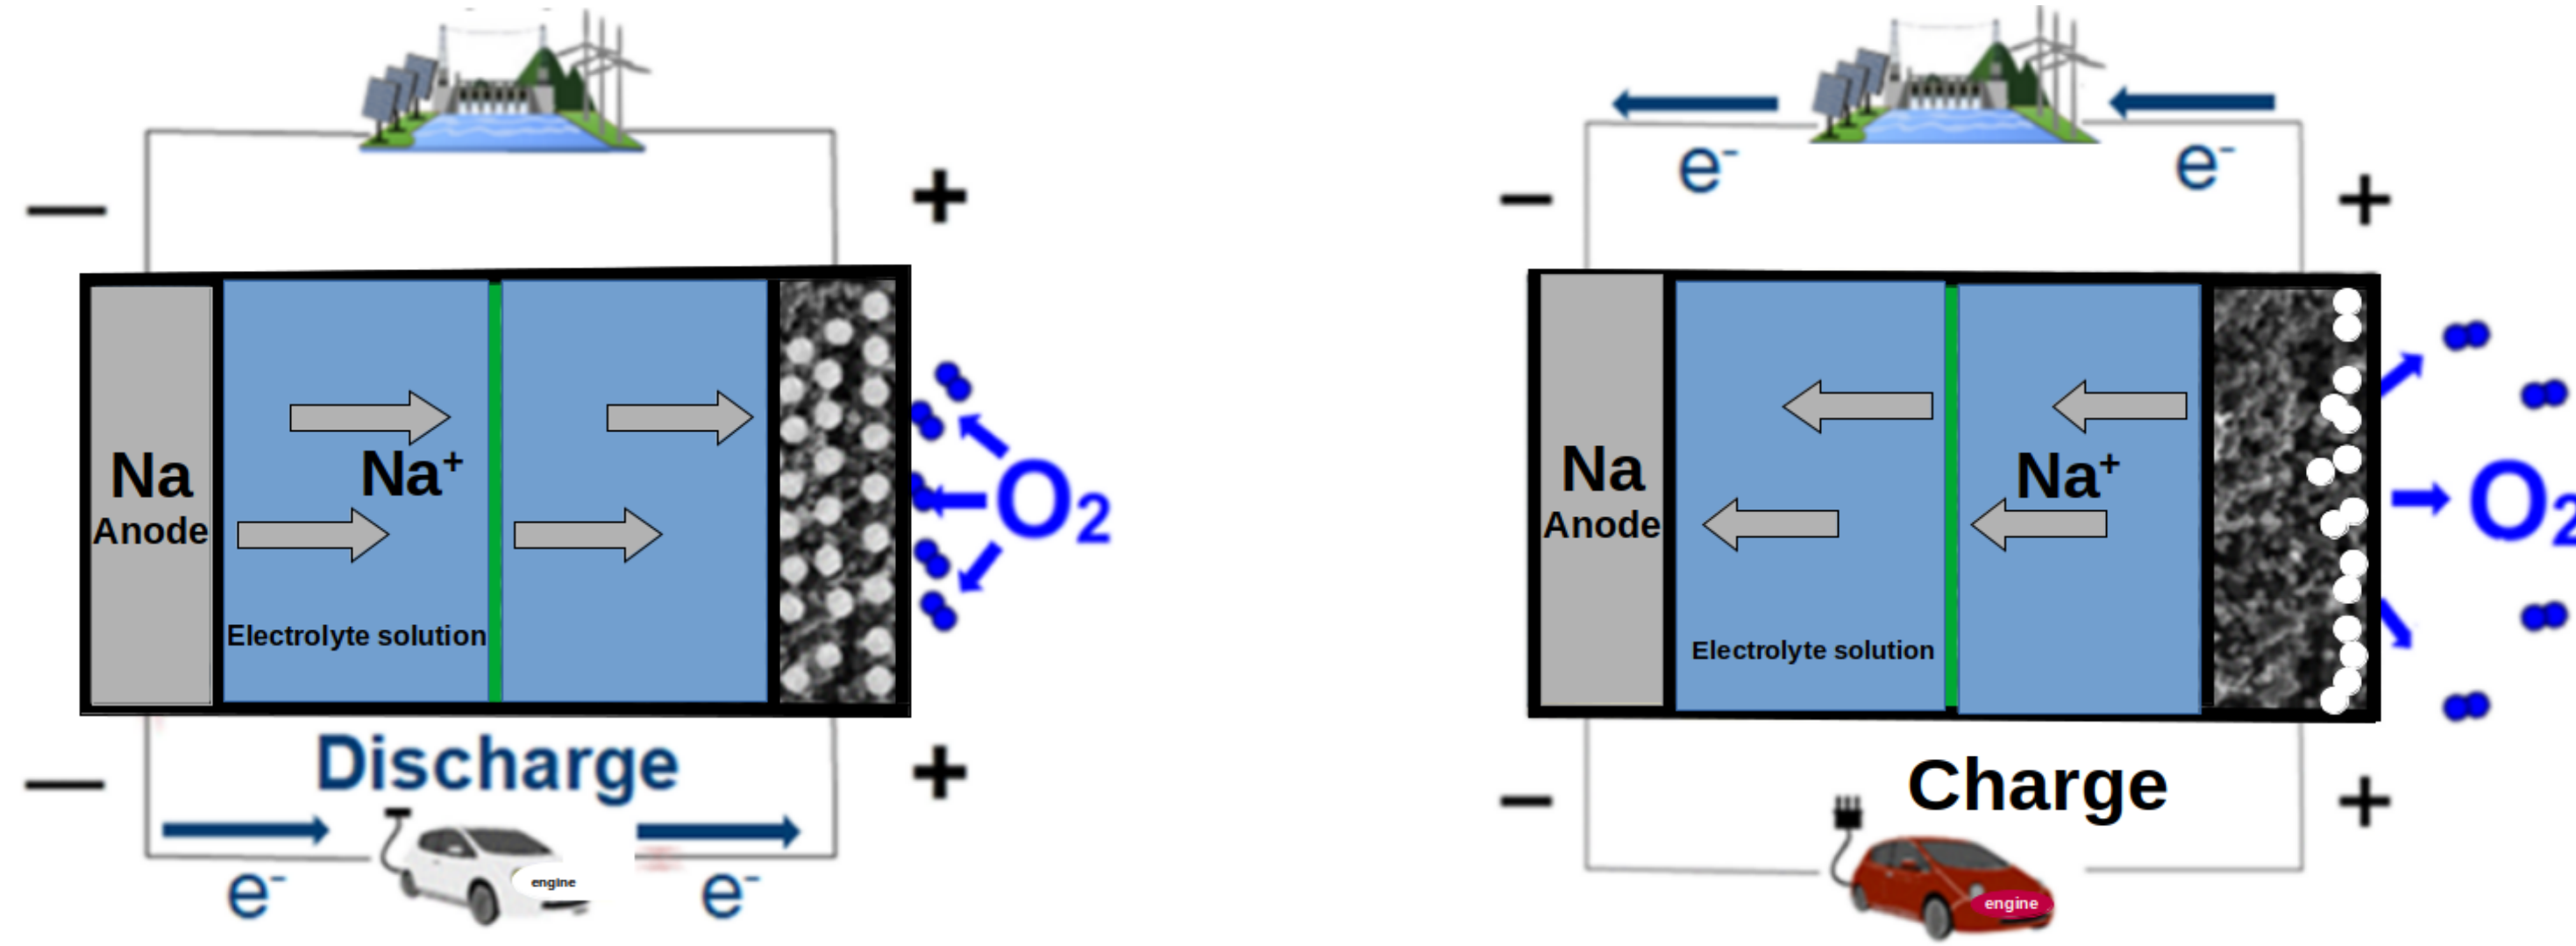 e⁻
e⁻
−
+
−
+
Na
Anode
Na⁺
Electrolyte solution
O₂
Na
Anode
Na⁺
Electrolyte solution
O₂
Discharge
Charge
−
+
−
+
engine
e⁻
e⁻
engine